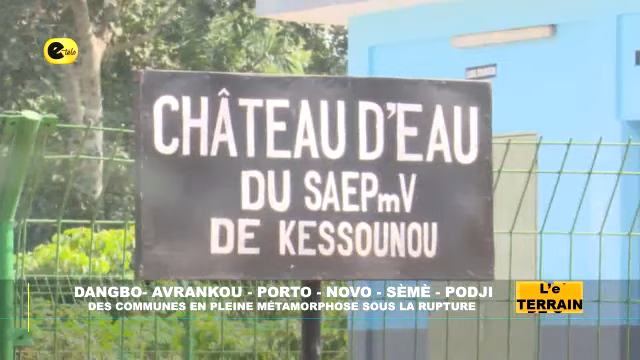 e-télé
CHÂTEAU D'EAU
DU SAEPmV
DE KESSOUNOU
DANGBO- AVRANKOU - PORTO - NOVO - SÈMÈ - PODJI
DES COMMUNES EN PLEINE MÉTAMORPHOSE SOUS LA RUPTURE
L'e
TERRAIN